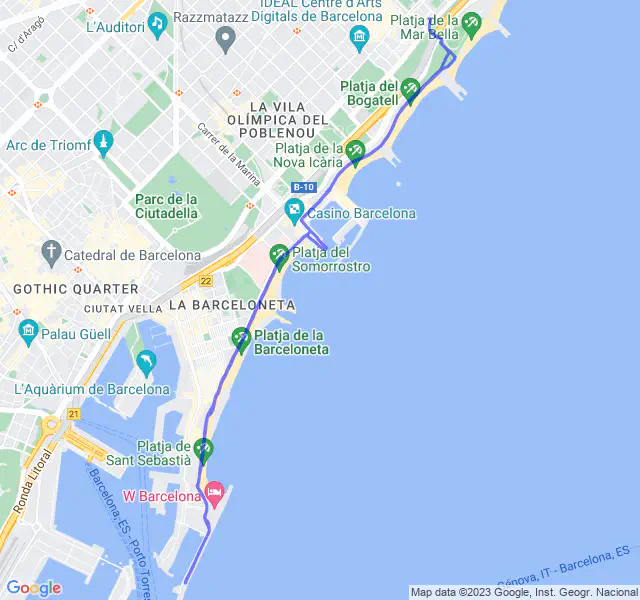 Razzmatazz
IDEAL Centre d'Arts
Digitals de Barcelona
L'Auditori
C/ d'Aragó
Platja de la
Mar Bella
Platja del
Bogatell
LA VILA
OLÍMPICA DEL
POBLENOU
Arc de Triomf
Carrer de la Marina
Platja de la
Nova Icària
B-10
Parc de la
Ciutadella
Casino Barcelona
Catedral de Barcelona
Platja del
Somorrostro
22
GOTHIC QUARTER
CIUTAT VELLA
LA BARCELONETA
Palau Güell
Platja de la
Barceloneta
L'Aquàrium de Barcelona
21
Platja de
Sant Sebastià
Ronda Litoral
Barcelona, ES - Porto Torres
W Barcelona
Génova, IT - Barcelona, ES
Google
Map data ©2023 Google, Inst. Geogr. Nacional